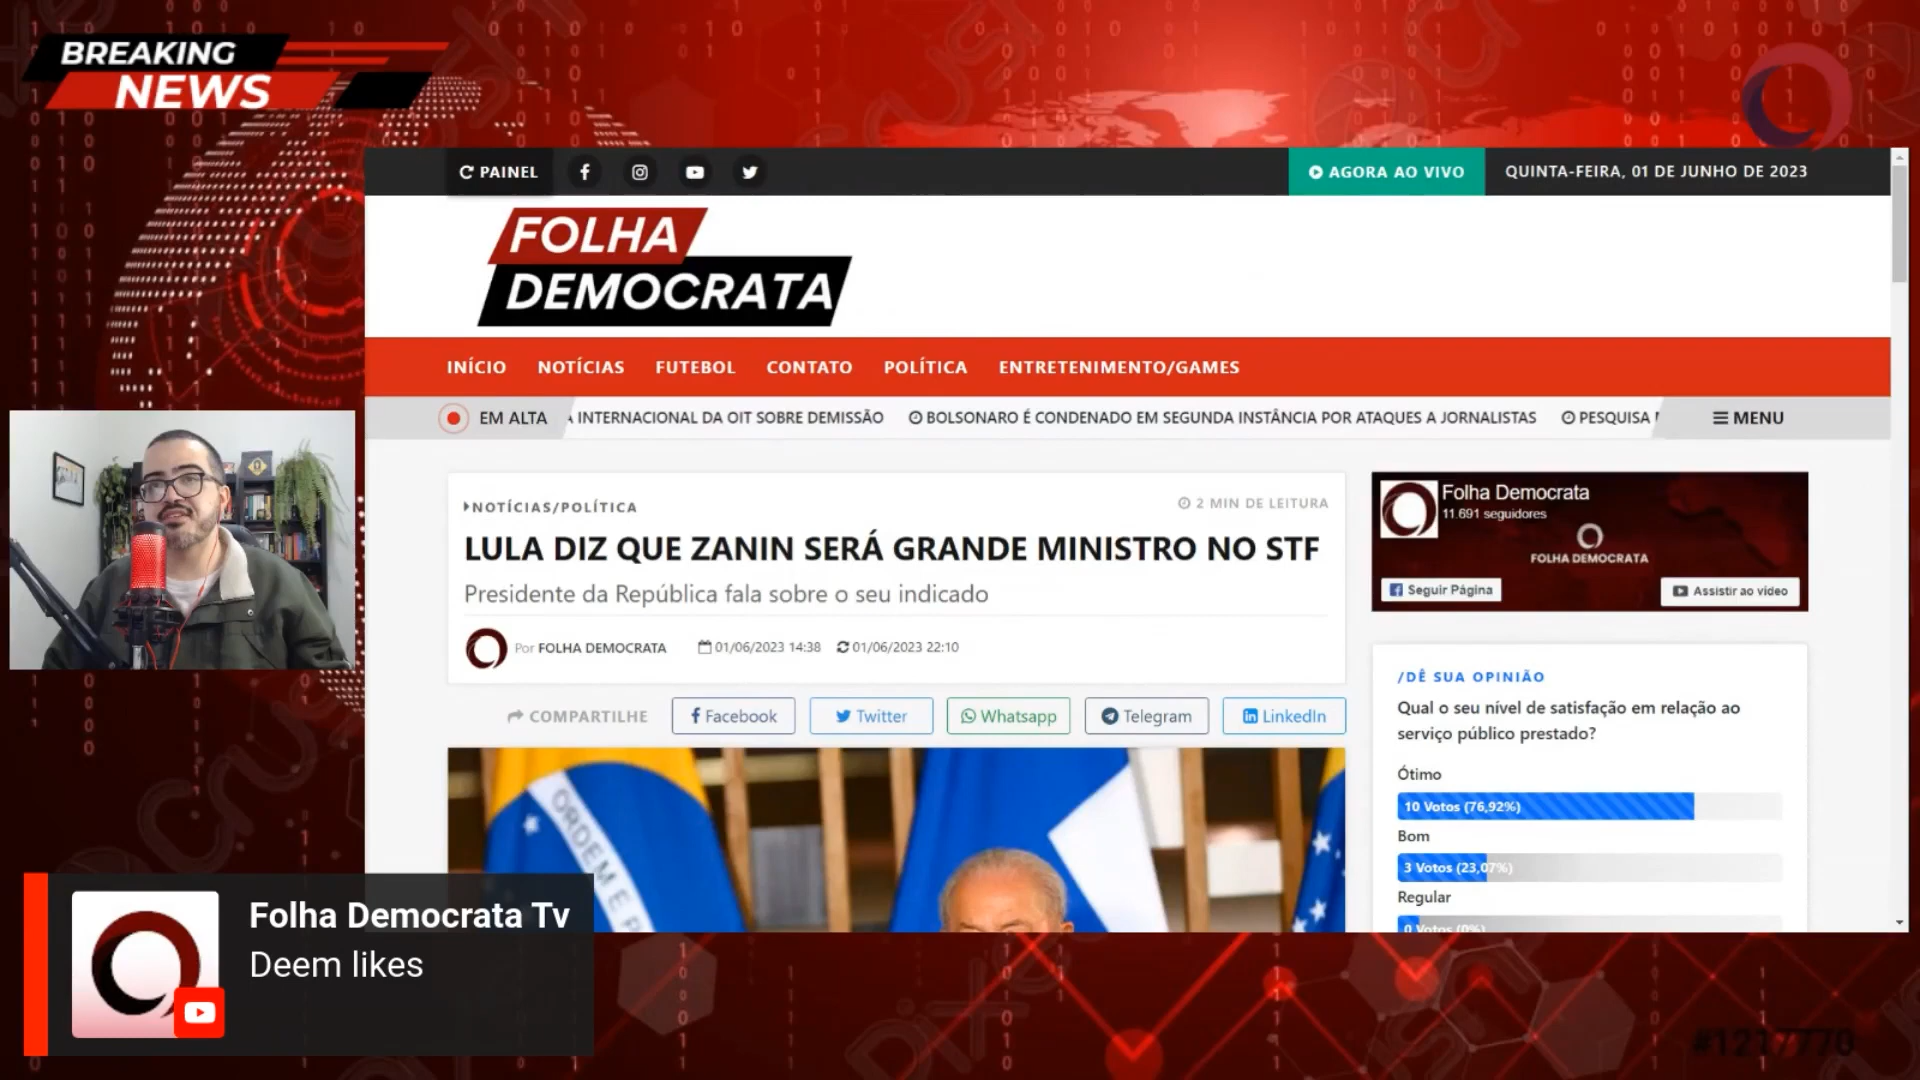 BREAKING
NEWS
PAINEL
AGORA AO VIVO
QUINTA-FEIRA, 01 DE JUNHO DE 2023
FOLHA
DEMOCRATA
INÍCIO NOTÍCIAS FUTEBOL CONTATO POLÍTICA ENTRETENIMENTO/GAMES
EM ALTA
INTERNACIONAL DA OIT SOBRE DEMISSÃO BOLSONARO É CONDENADO EM SEGUNDA INSTÂNCIA POR ATAQUES A JORNALISTAS PESQUISA
MENU
NOTÍCIAS/POLÍTICA
2 MIN DE LEITURA
LULA DIZ QUE ZANIN SERÁ GRANDE MINISTRO NO STF
Presidente da República fala sobre o seu indicado
Por FOLHA DEMOCRATA 01/06/2023 14:38 01/06/2023 22:10
COMPARTILHE Facebook Twitter Whatsapp Telegram LinkedIn
ORDEM E P
Folha Democrata
11.691 seguidores
FOLHA DEMOCRATA
Seguir Página
Assistir ao vídeo
/DÊ SUA OPINIÃO
Qual o seu nível de satisfação em relação ao
serviço público prestado?
Ótimo
10 Votos (76,92%)
Bom
3 Votos (23,07%)
Regular
0 Votos (0%)
Folha Democrata Tv
Deem likes
#1217770